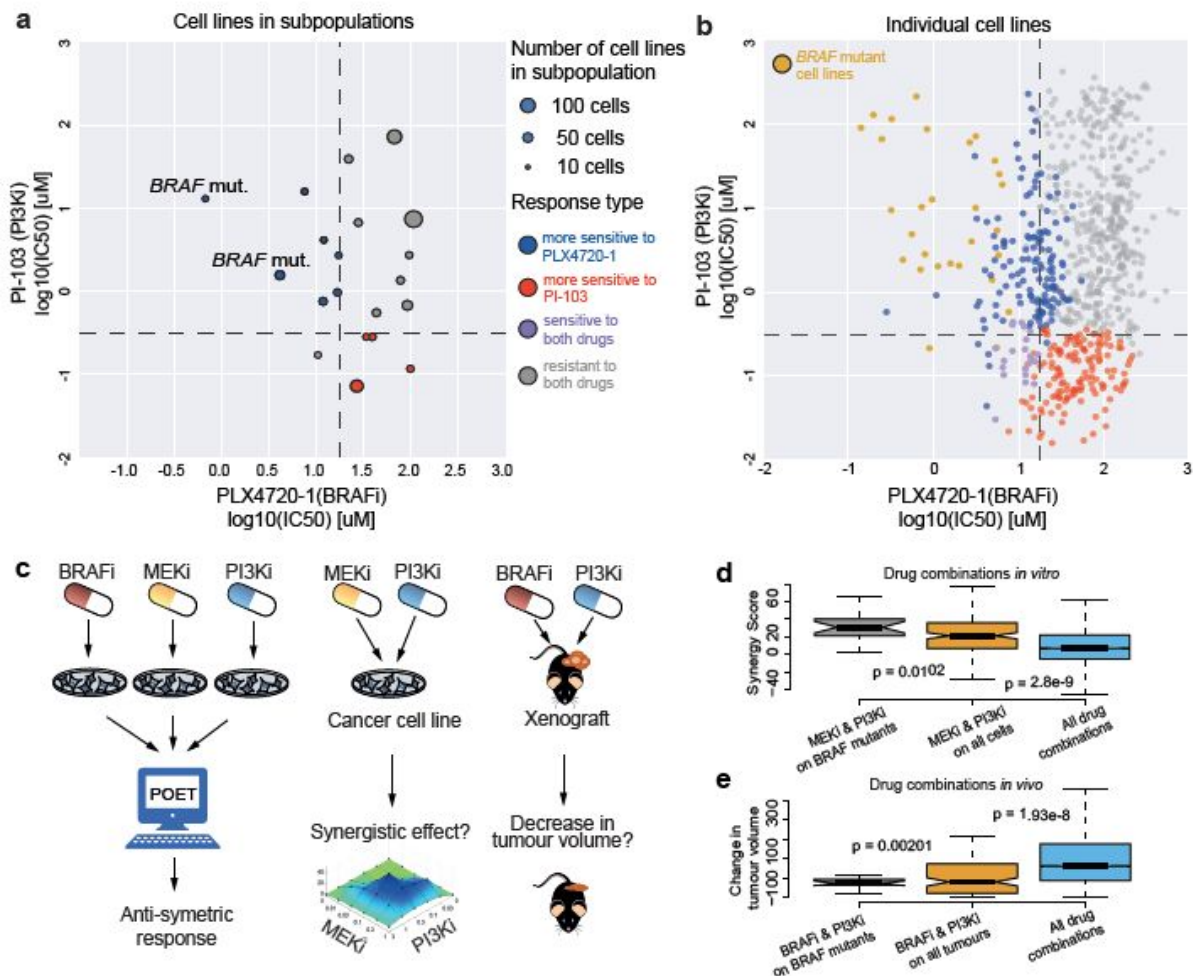 a
Cell lines in subpopulations
3
2
1
0
-1
-2
PI-103 (PI3Ki)
log10(IC50) [uM]
BRAF mut.
BRAF mut.
-1.0 0.0 0.5 1.0 1.5 2.0 2.5 3.0
PLX4720-1(BRAFi)
log10(IC50) [uM]
Number of cell lines
in subpopulation
100 cells
50 cells
10 cells
Response type
more sensitive to
PLX4720-1
more sensitive to
PI-103
sensitive to
both drugs
resistant to
both drugs
b
Individual cell lines
BRAF mutant
cell lines
3
2
1
0
-1
-2
PI-103 (PI3Ki)
log10(IC50) [uM]
-2 -1 0 1 2 3
PLX4720-1(BRAFi)
log10(IC50) [uM]
c
BRAFi MEKi PI3Ki
POET
Anti-symetric
response
MEKi PI3Ki
Cancer cell line
Synergistic effect?
MEKi
PI3Ki
BRAFi PI3Ki
Xenograft
Decrease in
tumour volume?
d
Drug combinations in vitro
Synergy Score
60
20
0
-40
p = 0.0102
p = 2.8e-9
MEKi & PI3Ki
on BRAF mutants
MEKi & PI3Ki
on all cells
All drug
combinations
e
Drug combinations in vivo
Change in
tumour volume
300
100
-100
p = 0.00201
p = 1.93e-8
BRAFi & PI3Ki
on BRAF mutants
BRAFi & PI3Ki
on all tumours
All drug
combinations